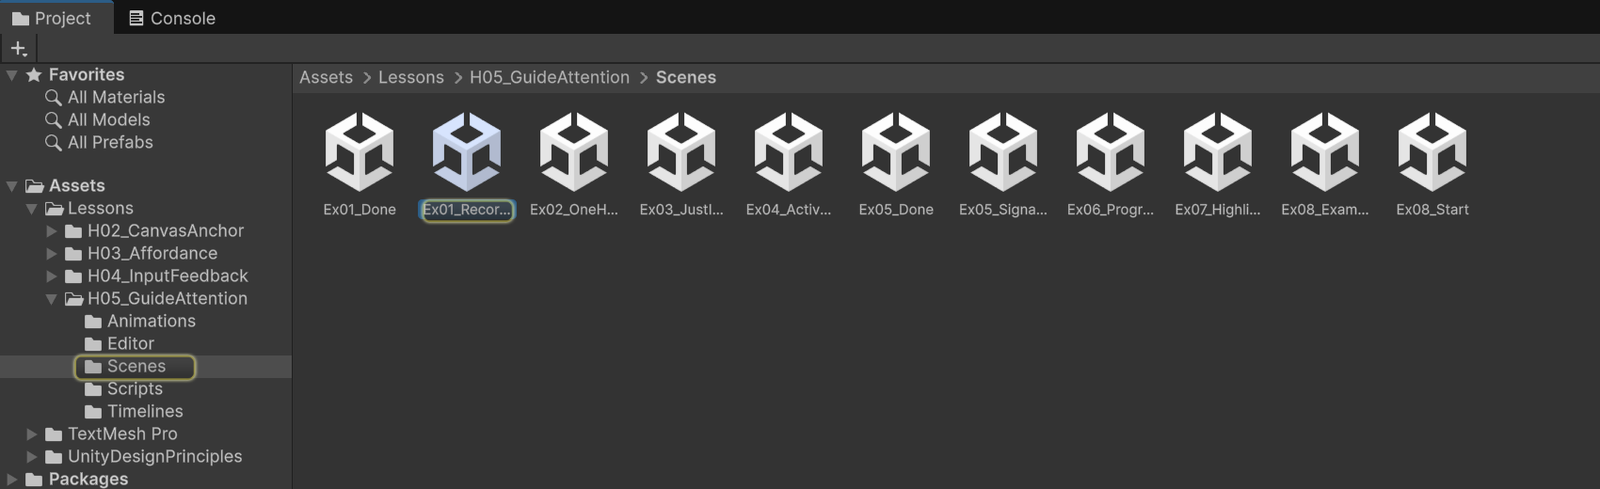 Project
Console
Favorites
All Materials
All Models
All Prefabs
Assets
Lessons
H02_CanvasAnchor
H03_Affordance
H04_InputFeedback
H05_GuideAttention
Animations
Editor
Scenes
Scripts
Timelines
TextMesh Pro
UnityDesignPrinciples
Packages
Assets > Lessons > H05_GuideAttention > Scenes
Ex01_Done
Ex01_Recor...
Ex02_OneH...
Ex03_JustI...
Ex04_Activ...
Ex05_Done
Ex05_Signa...
Ex06_Progr...
Ex07_Highli...
Ex08_Exam...
Ex08_Start